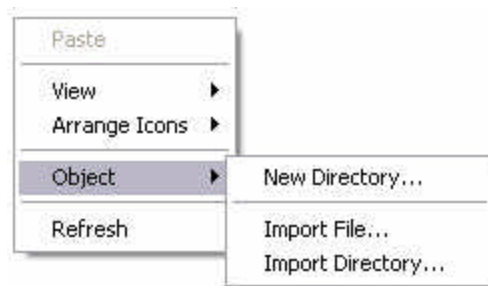 Paste
View
Arrange Icons
Object
New Directory...
Refresh
Import File...
Import Directory...